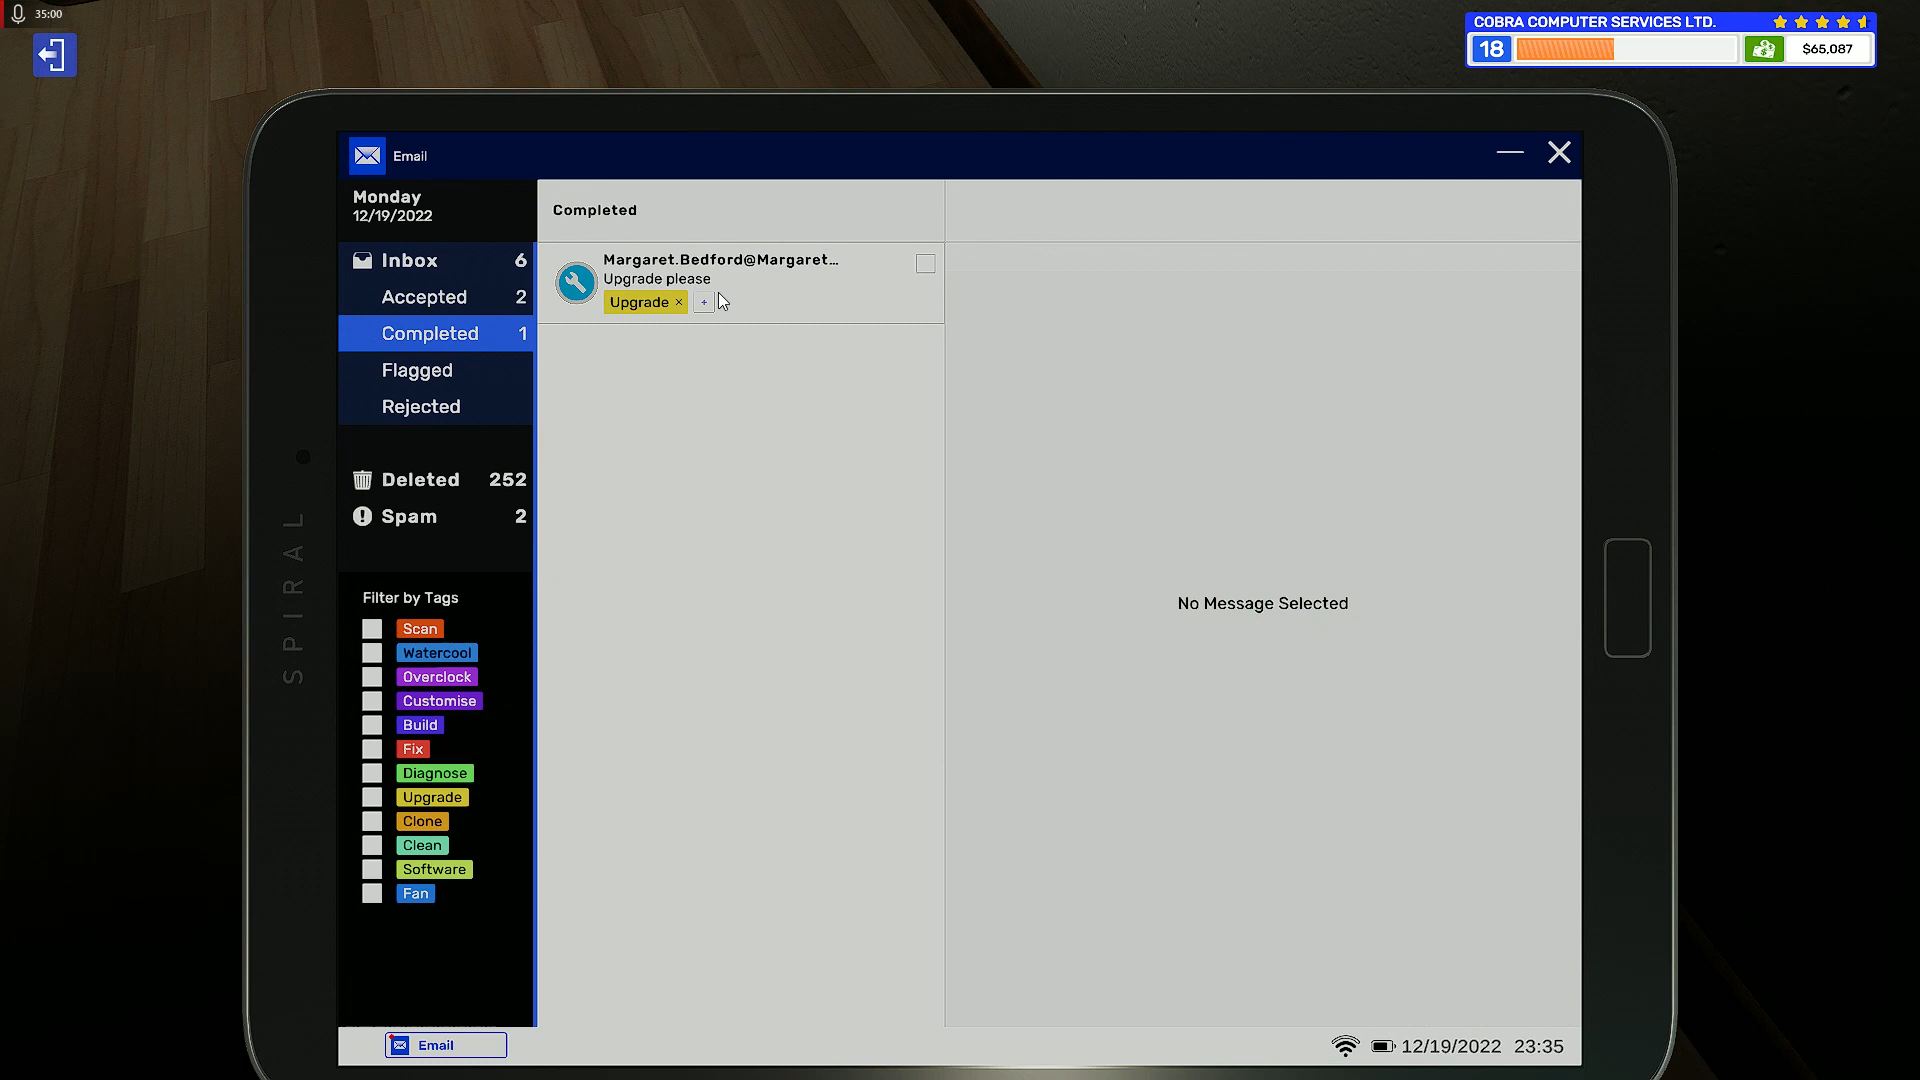 35:00
COBRA COMPUTER SERVICES LTD.
18
$65,087
Email
Monday
12/19/2022
Completed
Inbox 6
Accepted 2
Completed 1
Flagged
Rejected
Deleted 252
Spam 2
Margaret.Bedford@Margaret...
Upgrade please
Upgrade × +
No Message Selected
SPIRAL
Filter by Tags
Scan
Watercool
Overclock
Customise
Build
Fix
Diagnose
Upgrade
Clone
Clean
Software
Fan
Email
12/19/2022 23:35